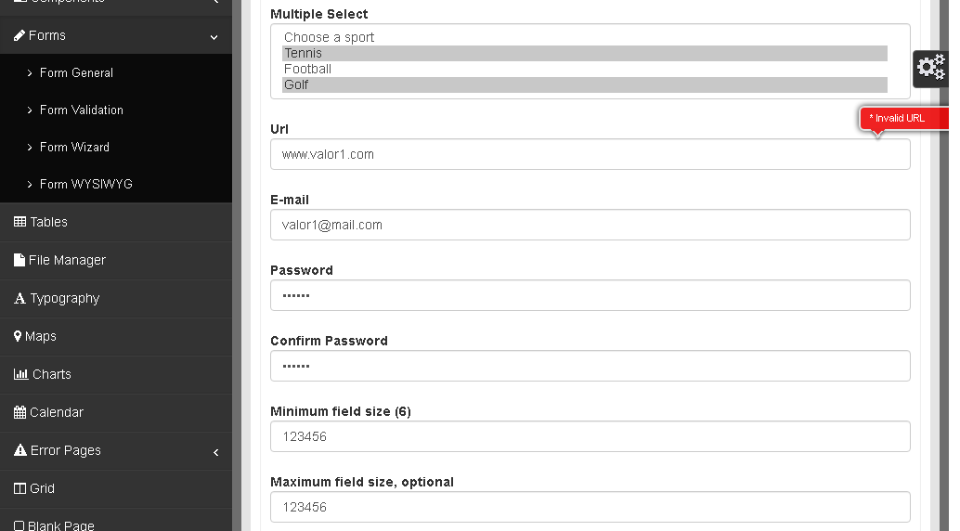 Components
Forms
Form General
Form Validation
Form Wizard
Form WYSIWYG
Tables
File Manager
Typography
Maps
Charts
Calendar
Error Pages
Grid
Blank Page
Multiple Select
Choose a sport
Tennis
Football
Golf
* Invalid URL
Url
www.valor1.com
E-mail
valor1@mail.com
Password
••••••
Confirm Password
••••••
Minimum field size (6)
123456
Maximum field size, optional
123456